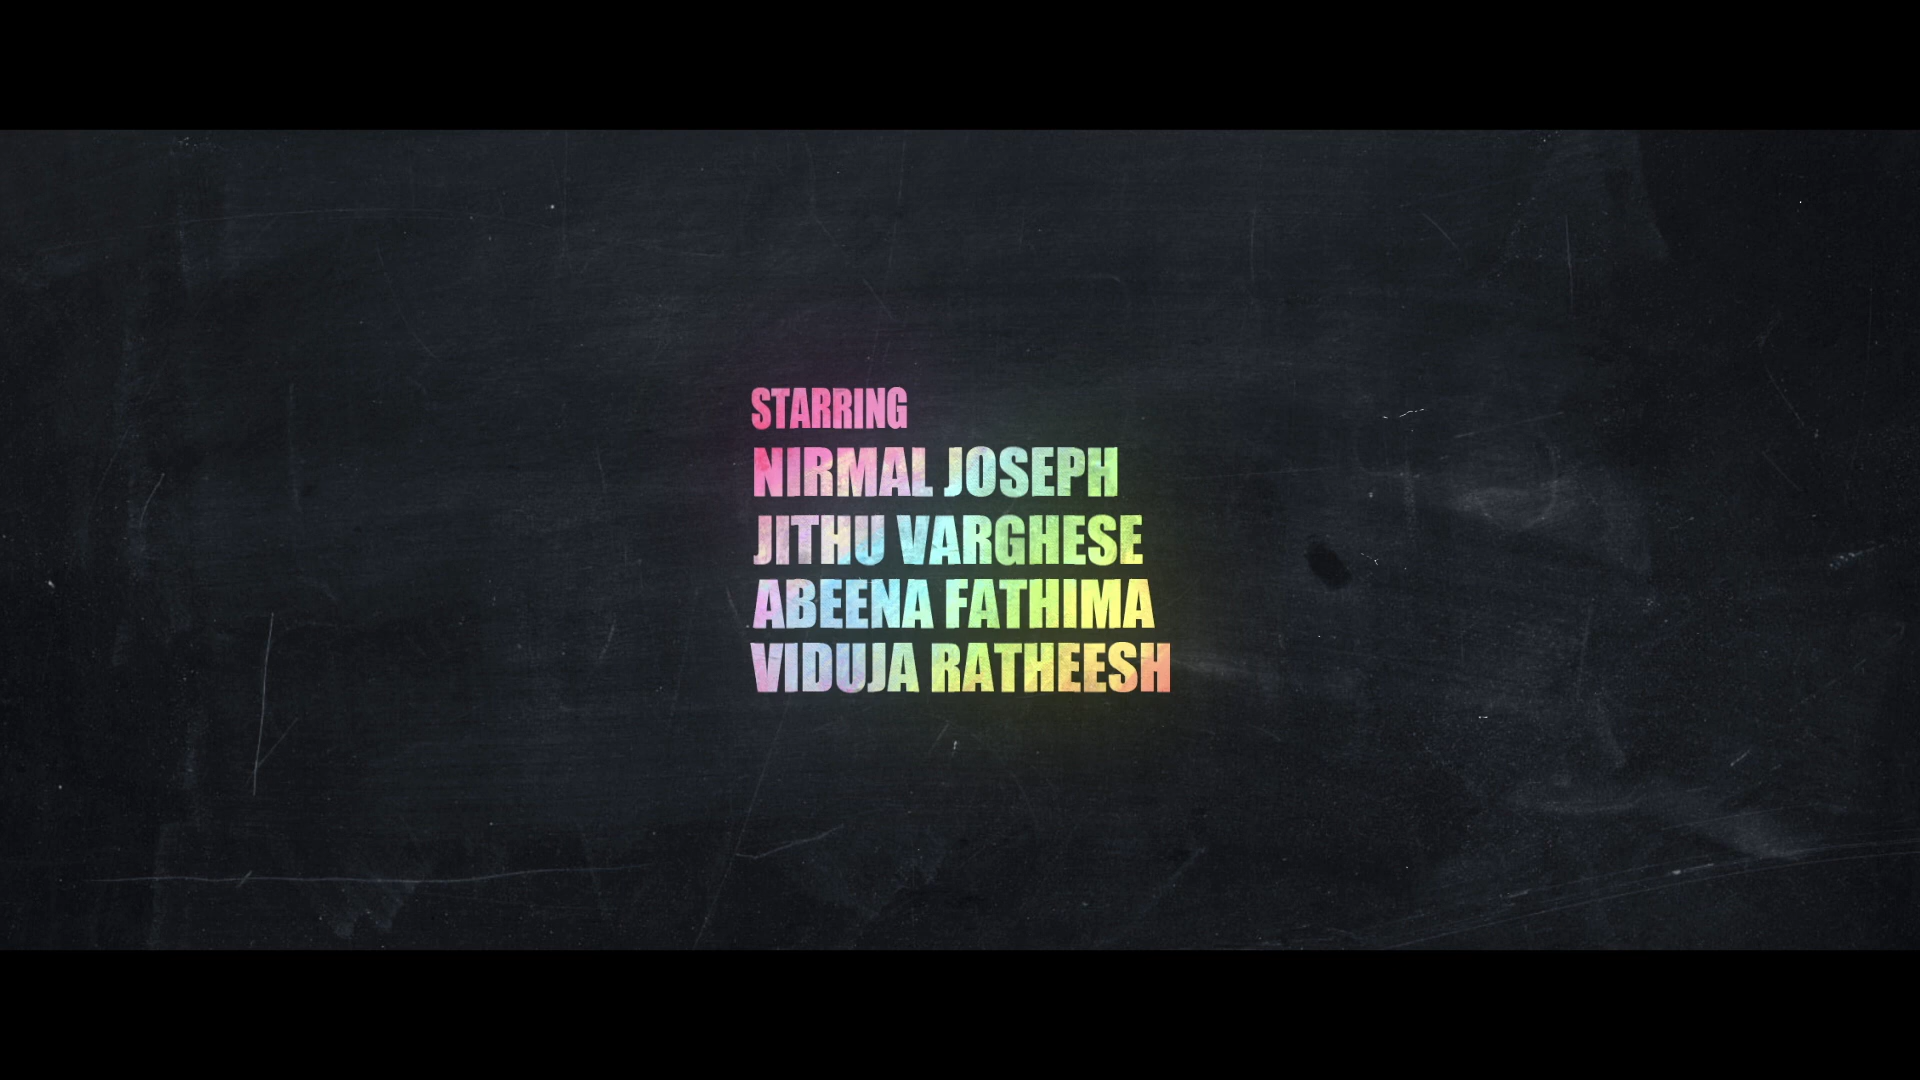 STARRING
NIRMAL JOSEPH
JITHU VARGHESE
ABEENA FATHIMA
VIDUJA RATHEESH